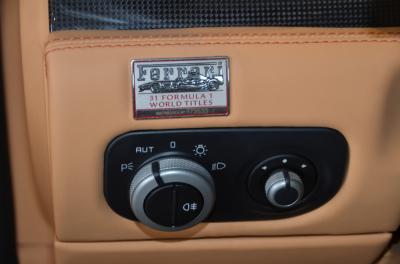 Ferrari
31 FORMULA 1
WORLD TITLES
AUT 0
P